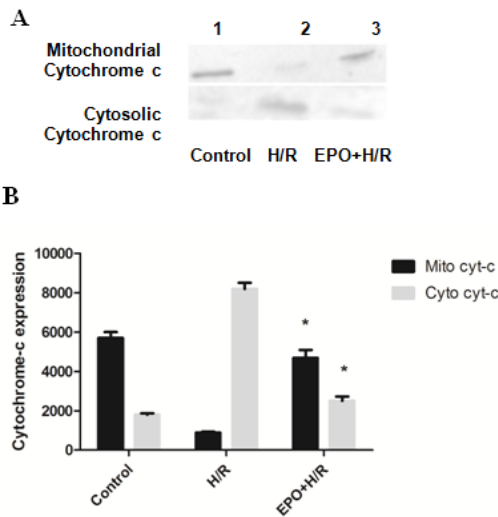 A
1 2 3
Mitochondrial
Cytochrome c
Cytosolic
Cytochrome c
Control H/R EPO+H/R
B
Cytochrome-c expression
10000
8000
6000
4000
2000
0
* *
Control H/R EPO+H/R
Mito cyt-c
Cyto cyt-c